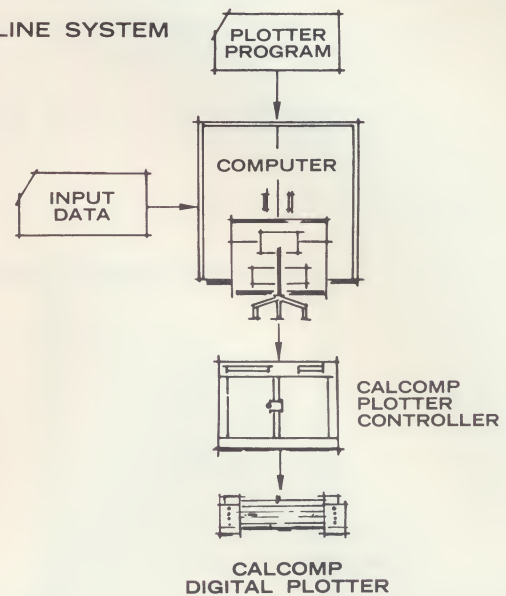 LINE SYSTEM
PLOTTER
PROGRAM
COMPUTER
INPUT
DATA
CALCOMP
PLOTTER
CONTROLLER
CALCOMP
DIGITAL PLOTTER